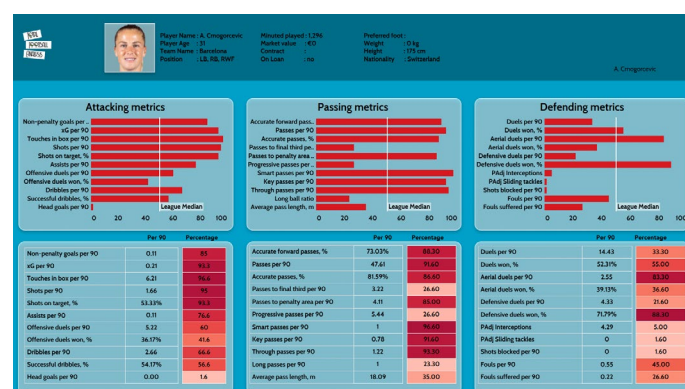 Player Name : A. Crnogorcevic
Player Age : 31
Team Name : Barcelona
Position : LB, RB, RWF
Minuted played : 1,296
Market value : €0
Contract :
On Loan : no
Preferred foot :
Weight : 0 kg
Height : 175 cm
Nationality : Switzerland
A. Crnogorcevic
Attacking metrics
Non-penalty goals per ..
xG per 90
Touches in box per 90
Shots per 90
Shots on target, %
Assists per 90
Offensive duels per 90
Offensive duels won, %
Dribbles per 90
Successful dribbles, %
Head goals per 90
League Median
0 20 40 60 80 100
Passing metrics
Accurate forward pass..
Passes per 90
Accurate passes, %
Passes to final third pe..
Passes to penalty area ..
Progressive passes per ..
Smart passes per 90
Key passes per 90
Through passes per 90
Long ball ratio
Average pass length, m
League Median
0 20 40 60 80 100
Defending metrics
Duels per 90
Duels won, %
Aerial duels per 90
Aerial duels won, %
Defensive duels per 90
Defensive duels won, %
PAdj Interceptions
PAdj Sliding tackles
Shots blocked per 90
Fouls per 90
Fouls suffered per 90
League Median
0 20 40 60 80 100
Per 90 Percentage
Non-penalty goals per 90 0.11 85
xG per 90 0.21 93.3
Touches in box per 90 6.21 96.6
Shots per 90 1.66 95
Shots on target, % 53.33% 93.3
Assists per 90 0.11 76.6
Offensive duels per 90 5.22 60
Offensive duels won, % 36.17% 41.6
Dribbles per 90 2.66 66.6
Successful dribbles, % 54.17% 56.6
Head goals per 90 0.00 1.6
Per 90 Percentage
Accurate forward passes, % 73.03% 88.30
Passes per 90 47.61 91.60
Accurate passes, % 81.59% 86.60
Passes to final third per 90 3.22 26.60
Passes to penalty area per 90 4.11 85.00
Progressive passes per 90 5.44 26.60
Smart passes per 90 1 96.60
Key passes per 90 0.78 91.60
Through passes per 90 1.22 93.30
Long passes per 90 1 23.30
Average pass length, m 18.09 35.00
Per 90 Percentage
Duels per 90 14.43 33.30
Duels won, % 52.31% 55.00
Aerial duels per 90 2.55 83.30
Aerial duels won, % 39.13% 36.60
Defensive duels per 90 4.33 21.60
Defensive duels won, % 71.79% 88.30
PAdj Interceptions 4.29 5.00
PAdj Sliding tackles 0 1.60
Shots blocked per 90 0 1.60
Fouls per 90 0.55 45.00
Fouls suffered per 90 0.22 26.60